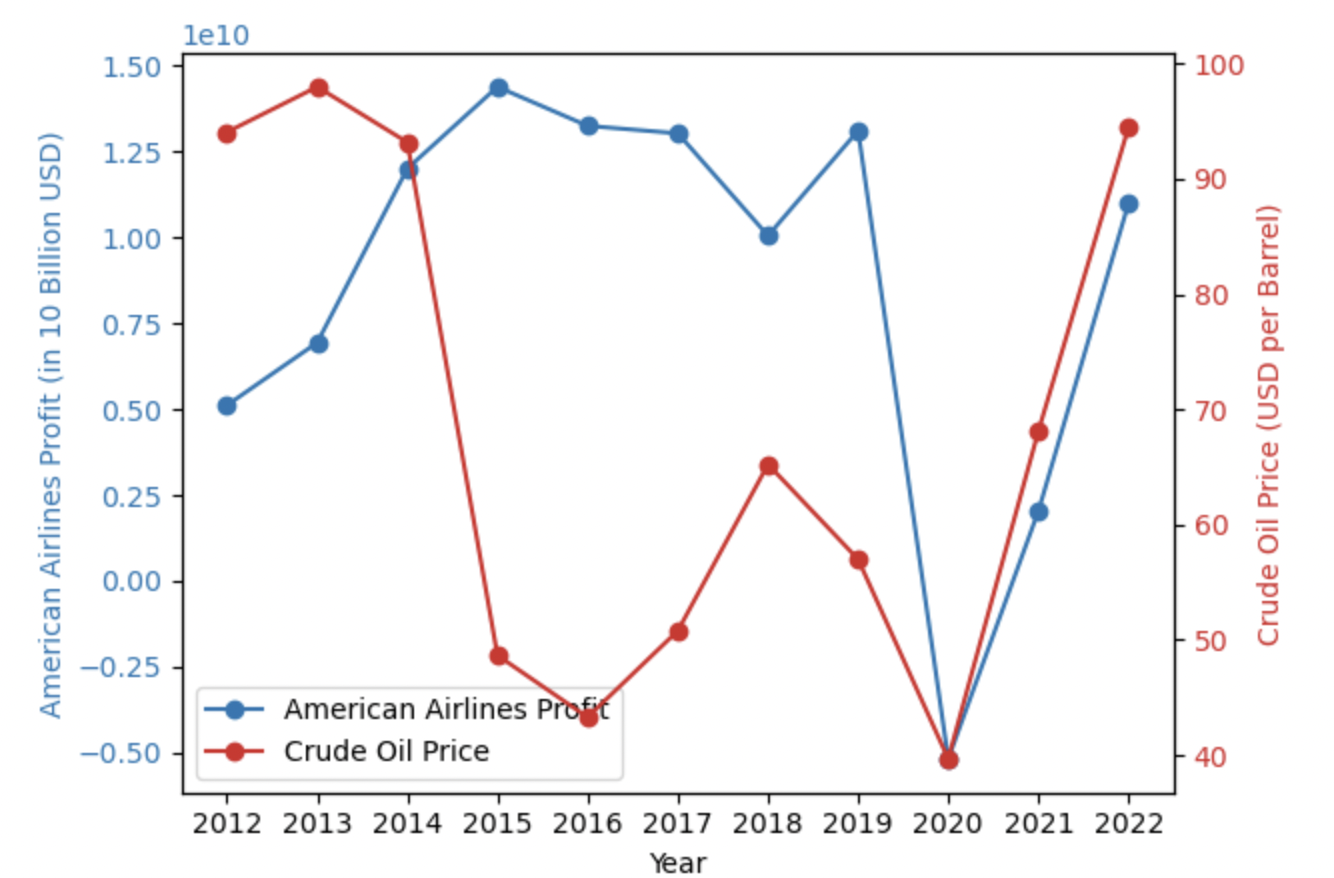 1e10
1.50
1.25
1.00
0.75
0.50
0.25
0.00
−0.25
−0.50
American Airlines Profit (in 10 Billion USD)
100
90
80
70
60
50
40
Crude Oil Price (USD per Barrel)
American Airlines Profit
Crude Oil Price
2012 2013 2014 2015 2016 2017 2018 2019 2020 2021 2022
Year